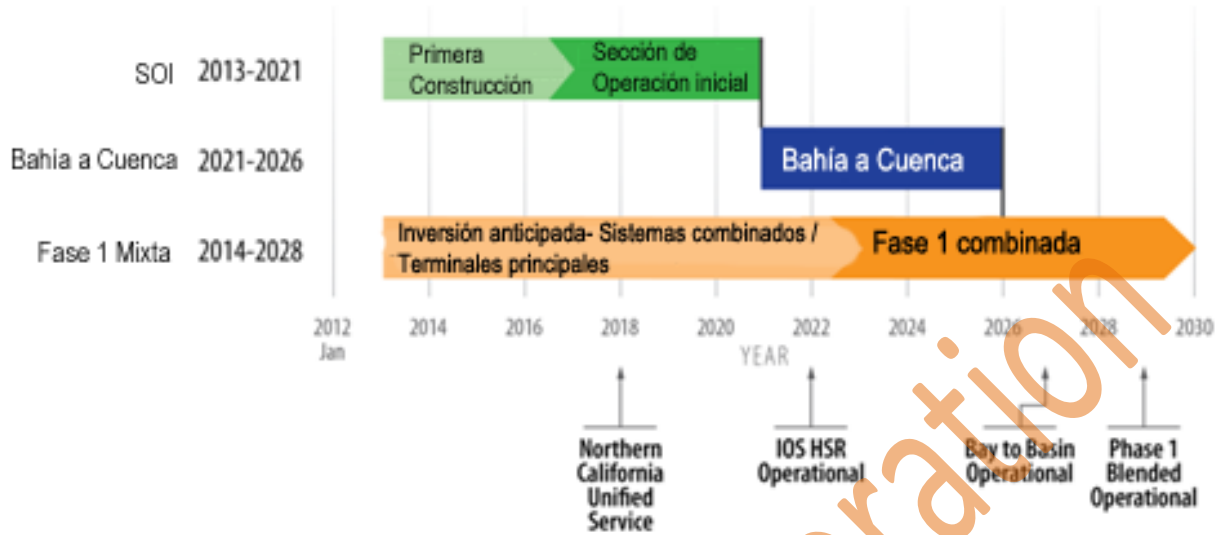 SOI 2013-2021
Primera
Construcción
Sección de
Operación inicial
Bahía a Cuenca 2021-2026
Bahía a Cuenca
Fase 1 Mixta 2014-2028
Inversión anticipada- Sistemas combinados /
Terminales principales
Fase 1 combinada
2012 2014 2016 2018 2020 2022 2024 2026 2028 2030
Jan
YEAR
Northern
California
Unified
Service
IOS HSR
Operational
Bay to Basin
Operational
Phase 1
Blended
Operational